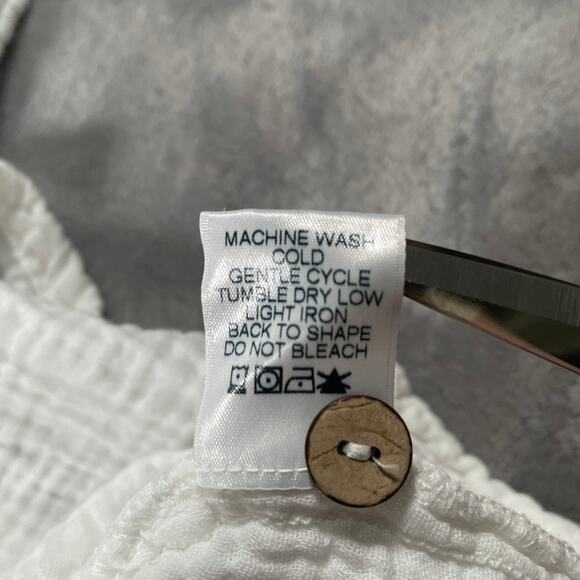 MACHINE WASH
COLD
GENTLE CYCLE
TUMBLE DRY LOW
LIGHT IRON
BACK TO SHAPE
DO NOT BLEACH